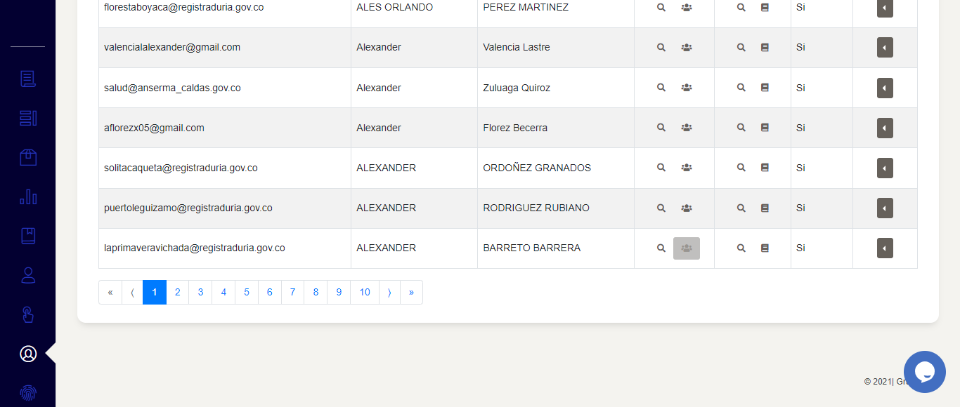 florestaboyaca@registraduria.gov.co ALES ORLANDO PEREZ MARTINEZ
valencialalexander@gmail.com Alexander Valencia Lastre Si
salud@anserma_caldas.gov.co Alexander Zuluaga Quiroz Si
aflorezx05@gmail.com Alexander Florez Becerra Si
solitacaqueta@registraduria.gov.co ALEXANDER ORDOÑEZ GRANADOS Si
puertoleguizamo@registraduria.gov.co ALEXANDER RODRIGUEZ RUBIANO Si
laprimaveravichada@registraduria.gov.co ALEXANDER BARRETO BARRERA Si
« ⟨ 1 2 3 4 5 6 7 8 9 10 ⟩ »
© 2021|